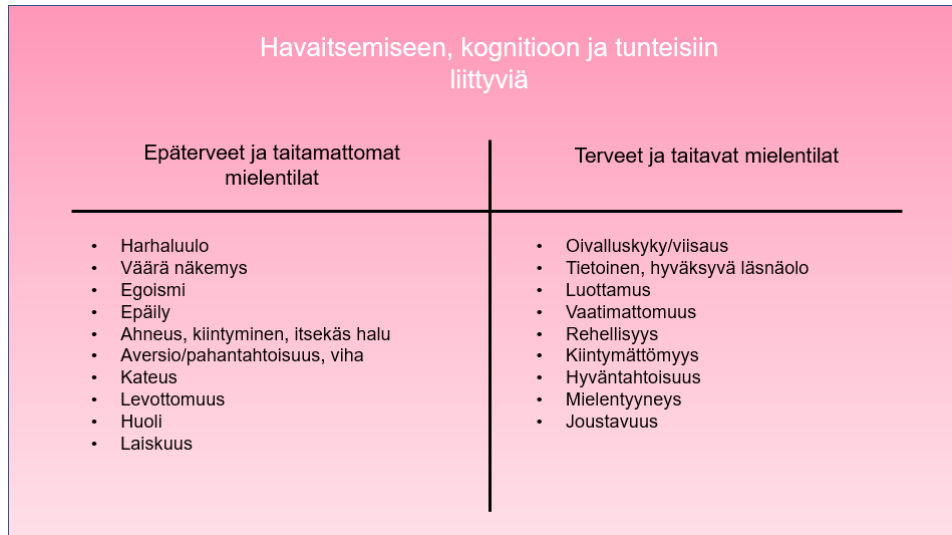 Havaitsemiseen, kognitioon ja tunteisiin
liittyviä
Epäterveet ja taitamattomat
mielentilat
• Harhaluulo
• Väärä näkemys
• Egoismi
• Epäily
• Ahneus, kiintyminen, itsekäs halu
• Aversio/pahantahtoisuus, viha
• Kateus
• Levottomuus
• Huoli
• Laiskuus
Terveet ja taitavat mielentilat
• Oivalluskyky/viisaus
• Tietoinen, hyväksyvä läsnäolo
• Luottamus
• Vaatimattomuus
• Rehellisyys
• Kiintymättömyys
• Hyväntahtoisuus
• Mielentyyneys
• Joustavuus